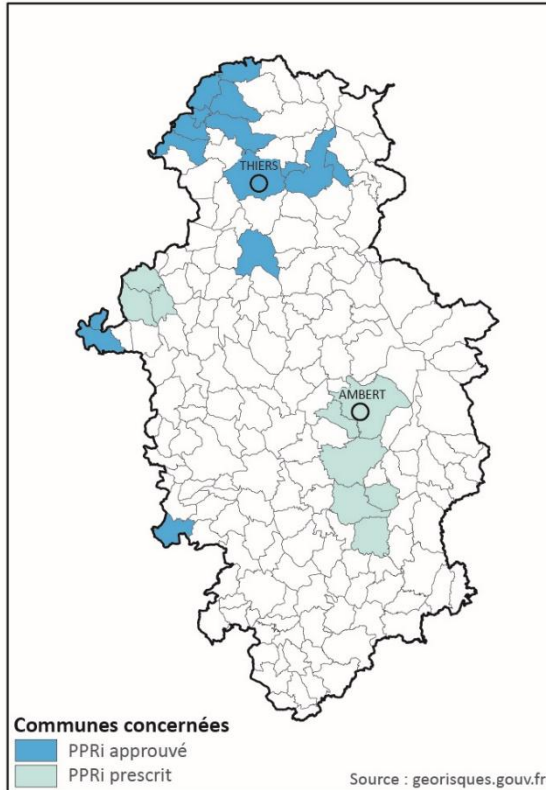 THIERS
AMBERT
Communes concernées
PPRi approuvé
PPRi prescrit
Source : georisques.gouv.fr